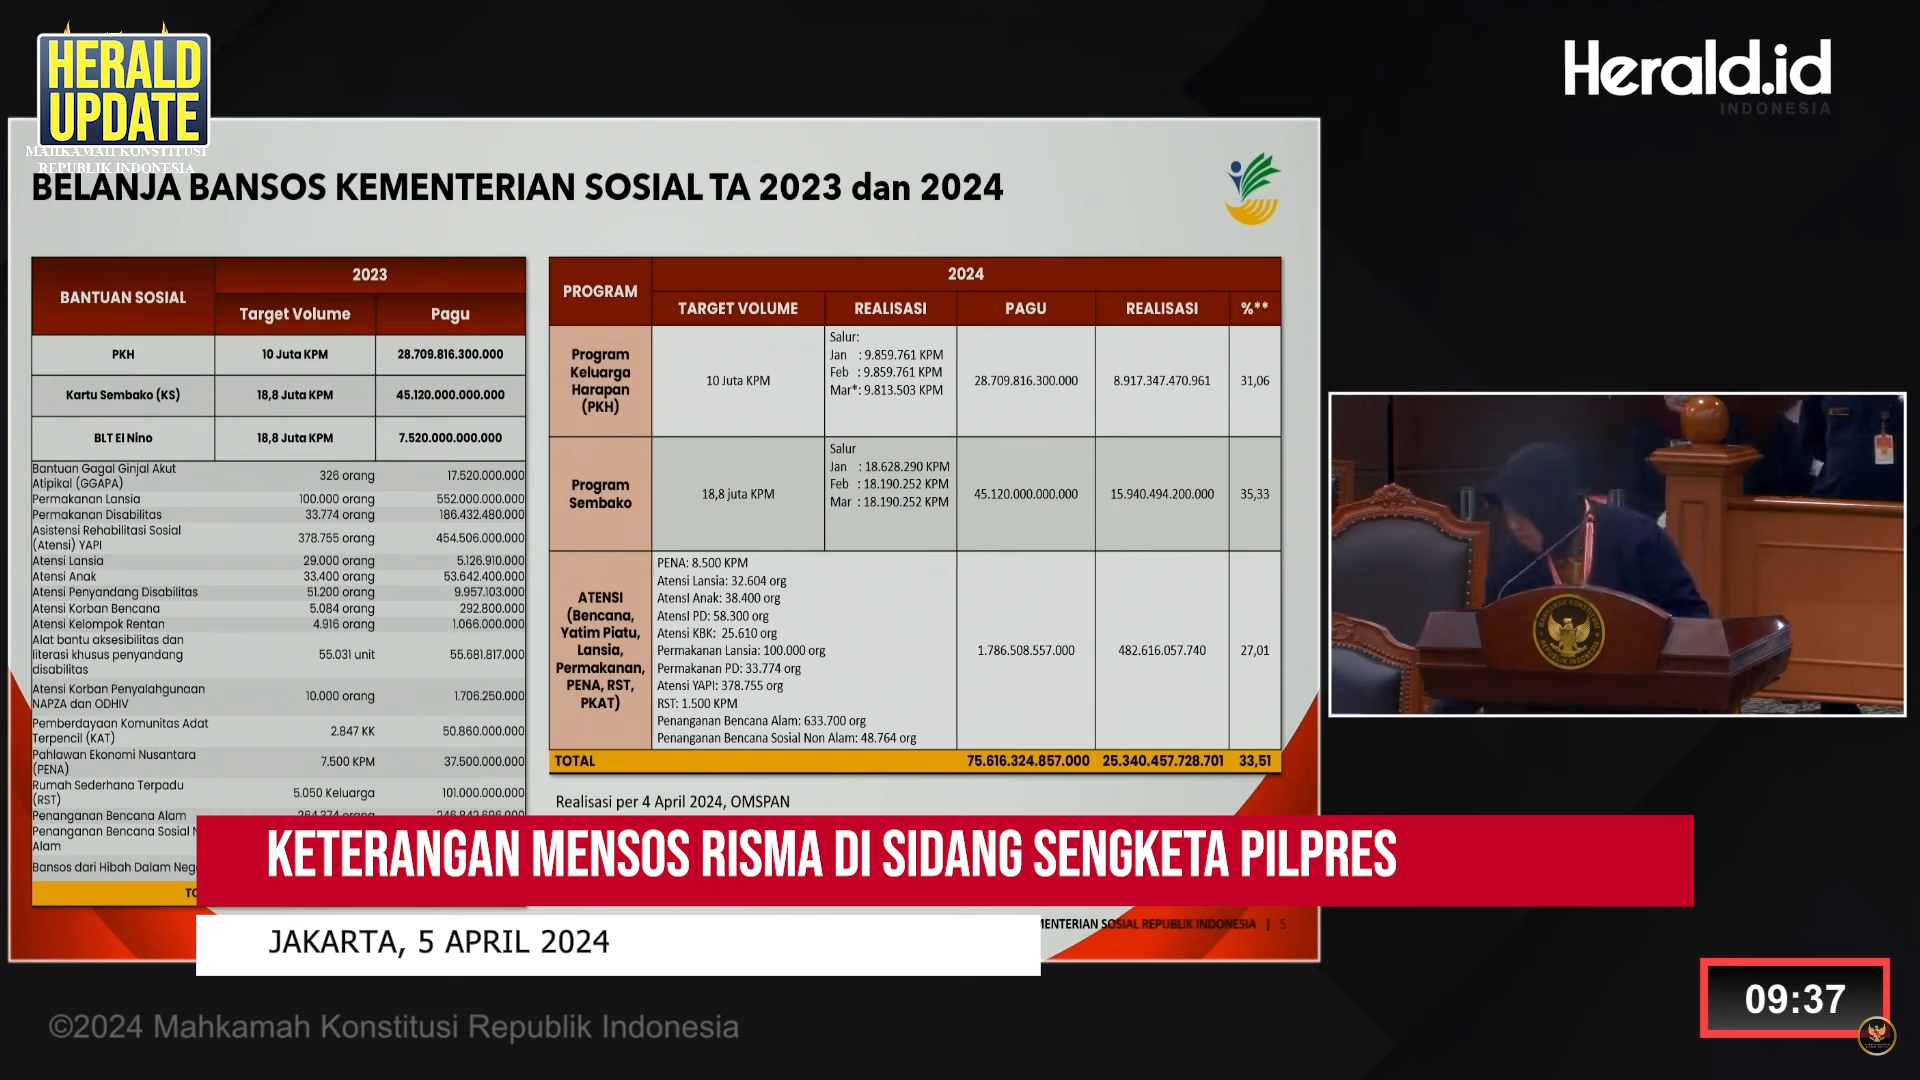 HERALD
UPDATE
MAHKAMAH KONSTITUSI
REPUBLIK INDONESIA
Herald.id
INDONESIA
BELANJA BANSOS KEMENTERIAN SOSIAL TA 2023 dan 2024
BANTUAN SOSIAL
2023
Target Volume Pagu
PKH 10 Juta KPM 28.709.816.300.000
Kartu Sembako (KS) 18,8 Juta KPM 45.120.000.000.000
BLT El Nino 18,8 Juta KPM 7.520.000.000.000
Bantuan Gagal Ginjal Akut
Atipikal (GGAPA) 326 orang 17.520.000.000
Permakanan Lansia 100.000 orang 552.000.000.000
Permakanan Disabilitas 33.774 orang 186.432.480.000
Asistensi Rehabilitasi Sosial
(Atensi) YAPI 378.755 orang 454.506.000.000
Atensi Lansia 29.000 orang 5.126.910.000
Atensi Anak 33.400 orang 53.642.400.000
Atensi Penyandang Disabilitas 51.200 orang 9.957.103.000
Atensi Korban Bencana 5.084 orang 292.800.000
Atensi Kelompok Rentan 4.916 orang 1.066.000.000
Alat bantu aksesibilitas dan
literasi khusus penyandang
disabilitas 55.031 unit 55.681.817.000
Atensi Korban Penyalahgunaan
NAPZA dan ODHIV 10.000 orang 1.706.250.000
Pemberdayaan Komunitas Adat
Terpencil (KAT) 2.847 KK 50.860.000.000
Pahlawan Ekonomi Nusantara
(PENA) 7.500 KPM 37.500.000.000
Rumah Sederhana Terpadu
(RST) 5.050 Keluarga 101.000.000.000
Penanganan Bencana Alam
Penanganan Bencana Sosial N
Alam
Bansos dari Hibah Dalam Neg
TO
PROGRAM
2024
TARGET VOLUME REALISASI PAGU REALISASI %**
Program
Keluarga
Harapan
(PKH)
10 Juta KPM
Salur:
Jan : 9.859.761 KPM
Feb : 9.859.761 KPM
Mar*: 9.813.503 KPM
28.709.816.300.000 8.917.347.470.961 31,06
Program
Sembako
18,8 juta KPM
Salur
Jan : 18.628.290 KPM
Feb : 18.190.252 KPM
Mar : 18.190.252 KPM
45.120.000.000.000 15.940.494.200.000 35,33
ATENSI
(Bencana,
Yatim Piatu,
Lansia,
Permakanan,
PENA, RST,
PKAT)
PENA: 8.500 KPM
Atensi Lansia: 32.604 org
Atensi Anak: 38.400 org
Atensi PD: 58.300 org
Atensi KBK: 25.610 org
Permakanan Lansia: 100.000 org
Permakanan PD: 33.774 org
Atensi YAPI: 378.755 org
RST: 1.500 KPM
Penanganan Bencana Alam: 633.700 org
Penanganan Bencana Sosial Non Alam: 48.764 org
1.786.508.557.000 482.616.057.740 27,01
TOTAL 75.616.324.857.000 25.340.457.728.701 33,51
Realisasi per 4 April 2024, OMSPAN
MENTERIAN SOSIAL REPUBLIK INDONESIA | 5
KETERANGAN MENSOS RISMA DI SIDANG SENGKETA PILPRES
JAKARTA, 5 APRIL 2024
©2024 Mahkamah Konstitusi Republik Indonesia
09:37
MAHKAMAH KONSTITUSI
REPUBLIK INDONESIA